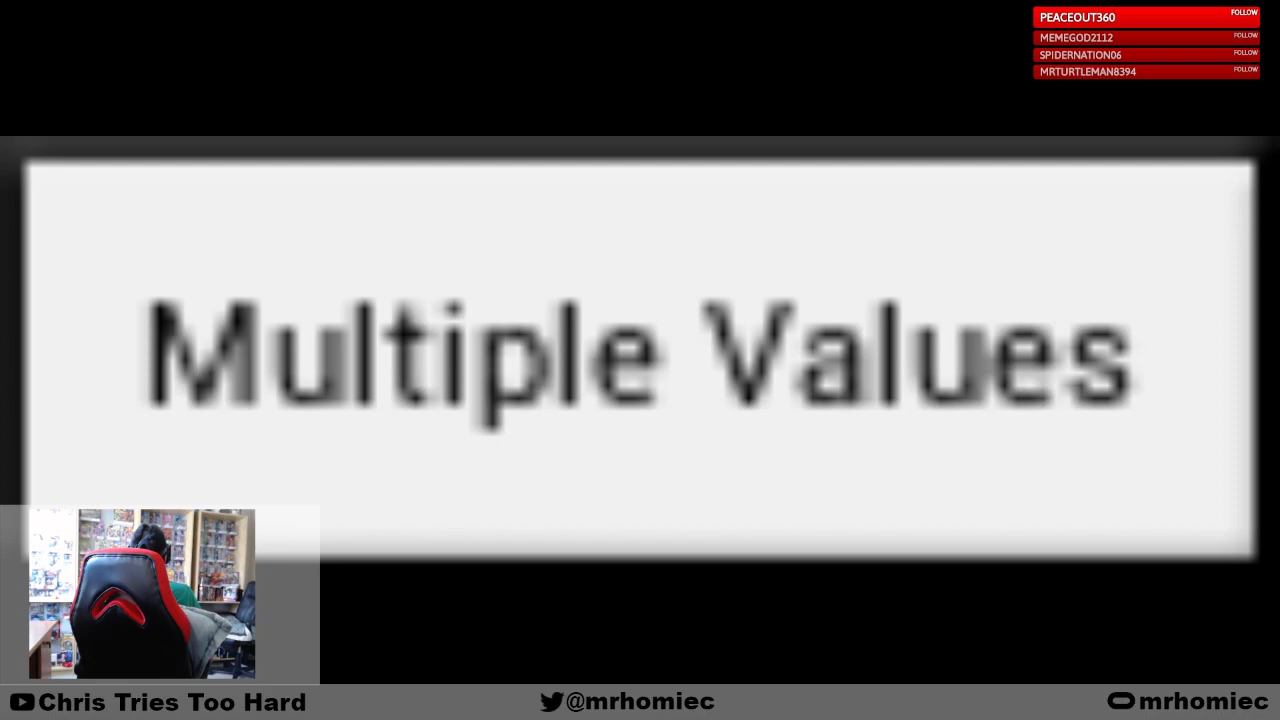 PEACEOUT360 FOLLOW
MEMEGOD2112 FOLLOW
SPIDERNATION06 FOLLOW
MRTURTLEMAN8394 FOLLOW
Multiple Values
Chris Tries Too Hard
@mrhomiec
mrhomiec